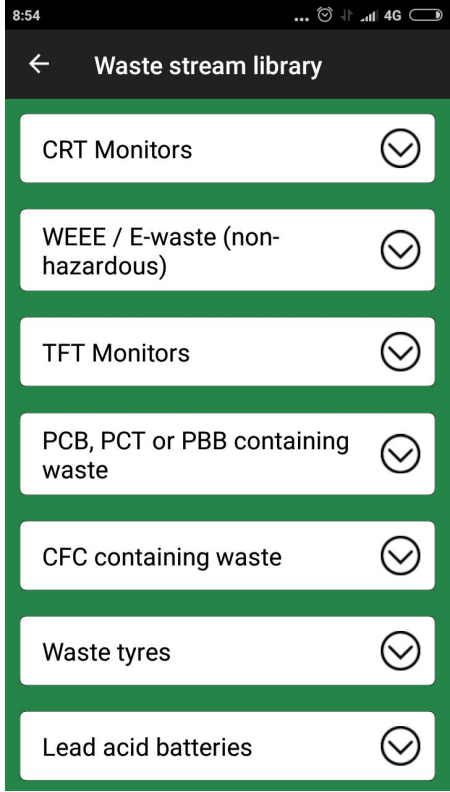 8:54 ... 4G
Waste stream library
CRT Monitors
WEEE / E-waste (non-
hazardous)
TFT Monitors
PCB, PCT or PBB containing
waste
CFC containing waste
Waste tyres
Lead acid batteries